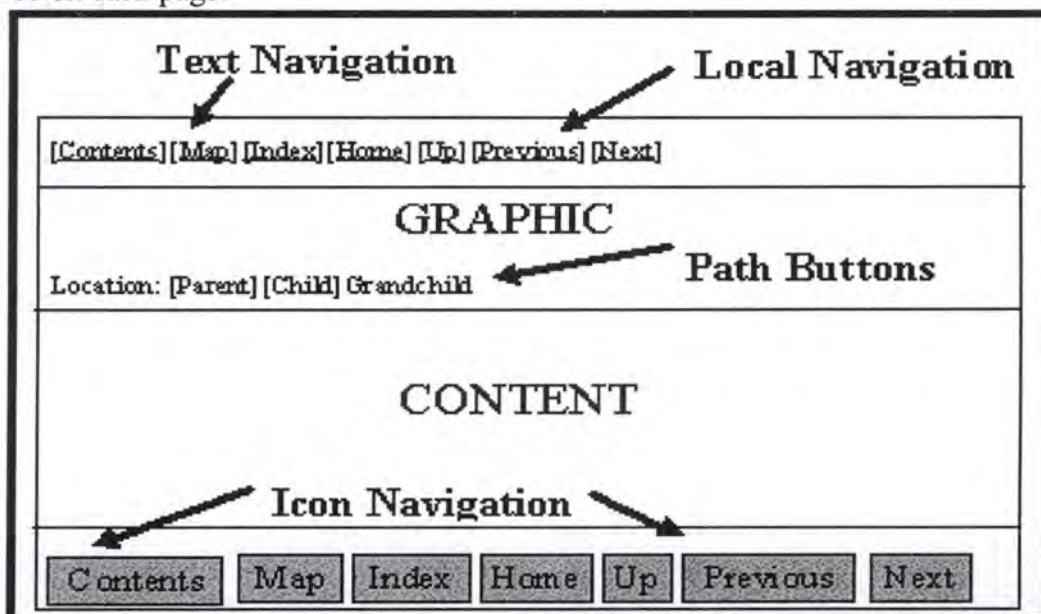 Text Navigation
Local Navigation
[Contents] [Map] [Index] [Home] [Up] [Previous] [Next]
GRAPHIC
Path Buttons
Location: [Parent] [Child] Grandchild
CONTENT
Icon Navigation
Contents Map Index Home Up Previous Next